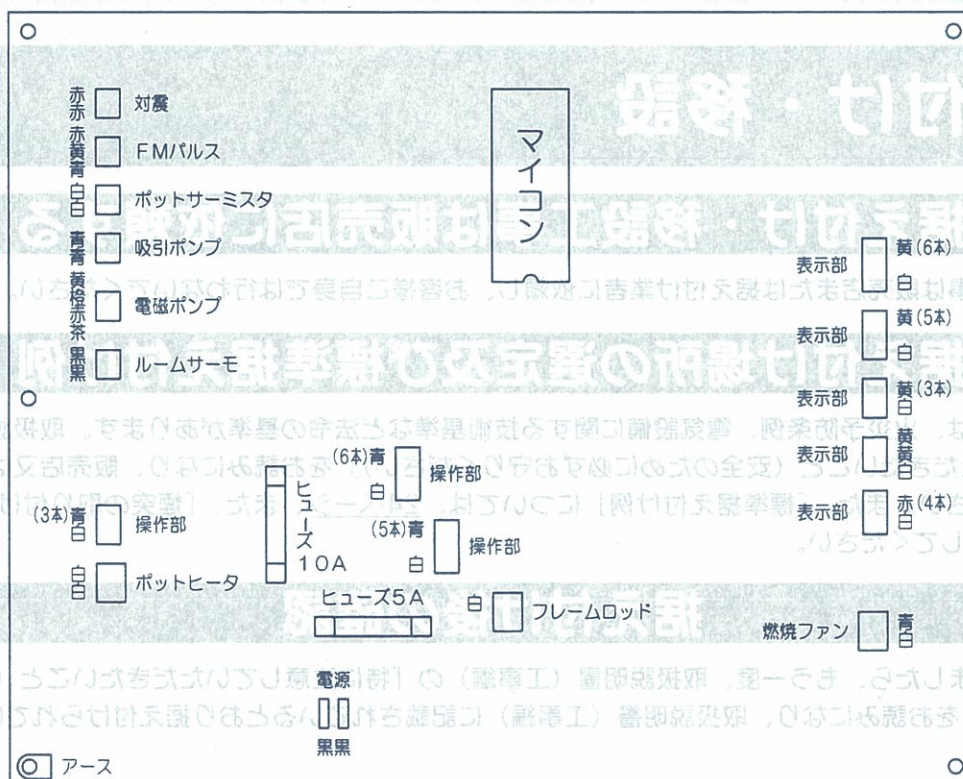 赤赤 対震
赤黄青 FMパルス
白白 ポットサーミスタ
青青 吸引ポンプ
黄橙赤茶 電磁ポンプ
黒黒 ルームサーモ
マイコン
表示部 黄(6本) 白
表示部 黄(5本) 白
表示部 黄(3本) 白
表示部 黄黄白
表示部 赤(4本) 白
(6本)青 白 操作部
ヒューズ10A
(3本)青白 操作部
(5本)青 白 操作部
白白 ポットヒータ
ヒューズ5A
白 フレームロッド
燃焼ファン 青白
電源
黒黒
アース